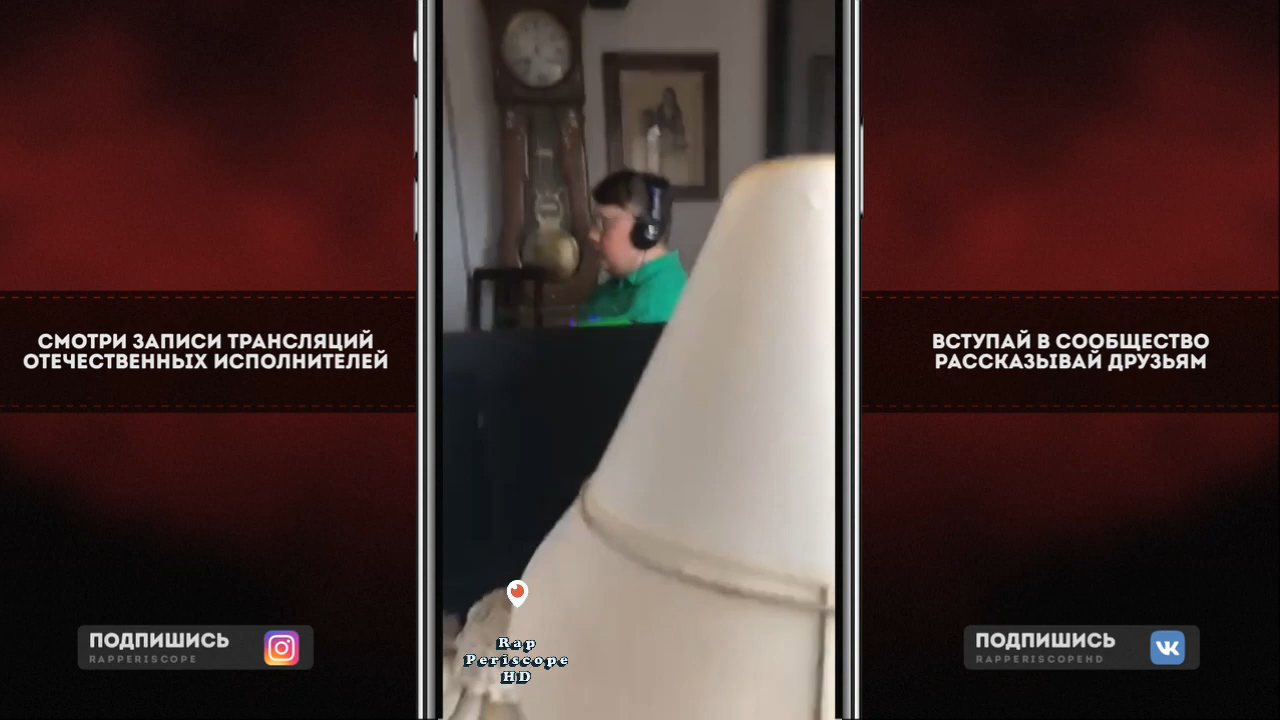 СМОТРИ ЗАПИСИ ТРАНСЛЯЦИЙ
ОТЕЧЕСТВЕННЫХ ИСПОЛНИТЕЛЕЙ
ВСТУПАЙ В СООБЩЕСТВО
РАССКАЗЫВАЙ ДРУЗЬЯМ
Rap
Periscope
HD
ПОДПИШИСЬ
RAPPERISCOPE
ПОДПИШИСЬ
RAPPERISCOPEHD